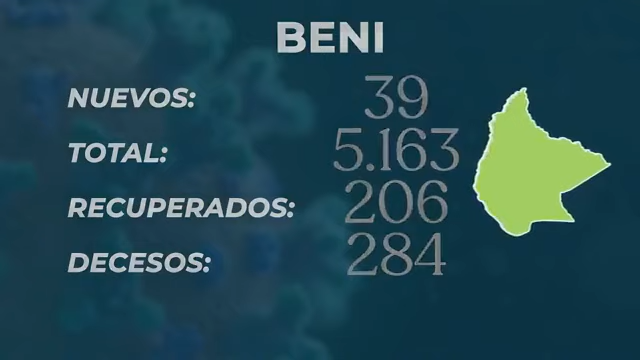 BENI
NUEVOS: 39
TOTAL: 5.163
RECUPERADOS: 206
DECESOS: 284